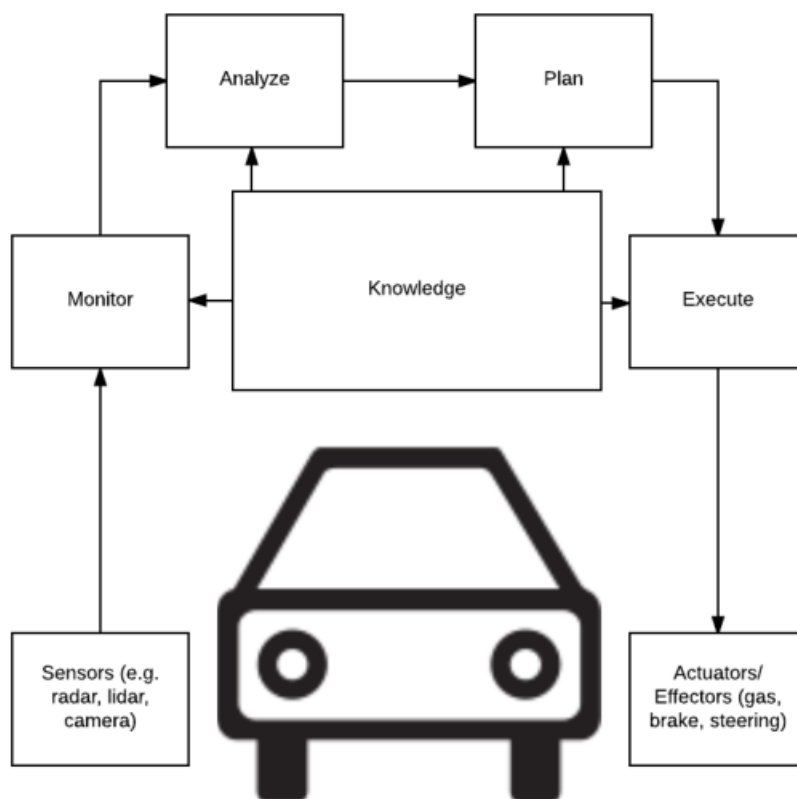 Analyze
Plan
Monitor
Knowledge
Execute
Sensors (e.g.
radar, lidar,
camera)
Actuators/
Effectors (gas,
brake, steering)